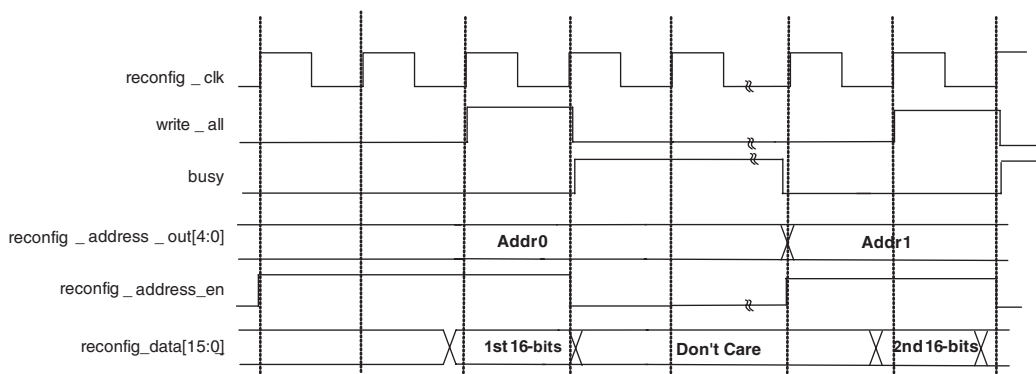 reconfig _ clk
write _ all
busy
reconfig _ address _ out[4:0]
Addr0 Addr1
reconfig _ address_en
reconfig_data[15:0]
1st 16-bits Don't Care 2nd 16-bits